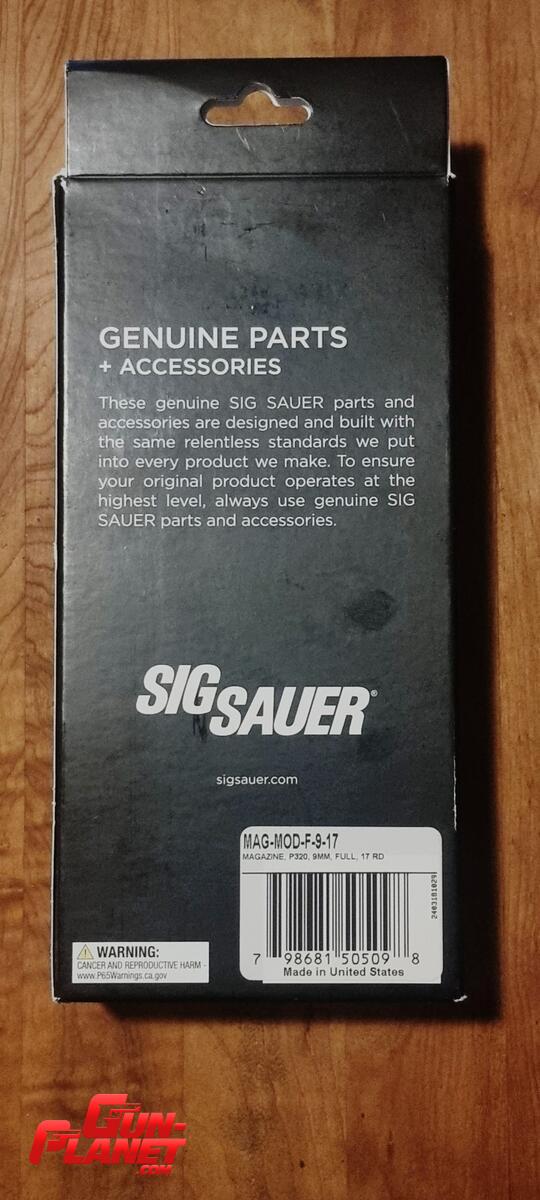 GENUINE PARTS
+ ACCESSORIES
These genuine SIG SAUER parts and
accessories are designed and built with
the same relentless standards we put
into every product we make. To ensure
your original product operates at the
highest level, always use genuine SIG
SAUER parts and accessories.
SIG SAUER®
sigsauer.com
MAG-MOD-F-9-17
MAGAZINE, P320, 9MM, FULL, 17 RD
2403181029
7 98681 50509 8
Made in United States
WARNING:
CANCER AND REPRODUCTIVE HARM -
www.P65Warnings.ca.gov
GUN-
PLANET
.COM